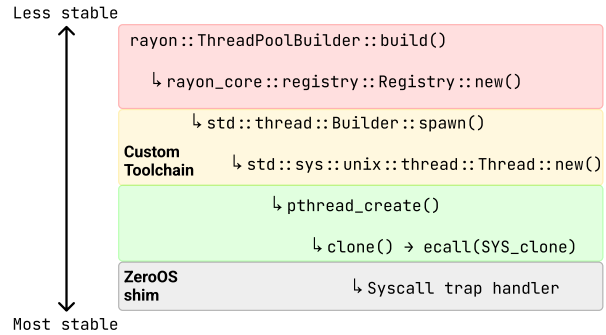 Less stable
rayon::ThreadPoolBuilder::build()
↳ rayon_core::registry::Registry::new()
↳ std::thread::Builder::spawn()
Custom
Toolchain
↳ std::sys::unix::thread::Thread::new()
↳ pthread_create()
↳ clone() → ecall(SYS_clone)
ZeroOS
shim
↳ Syscall trap handler
Most stable